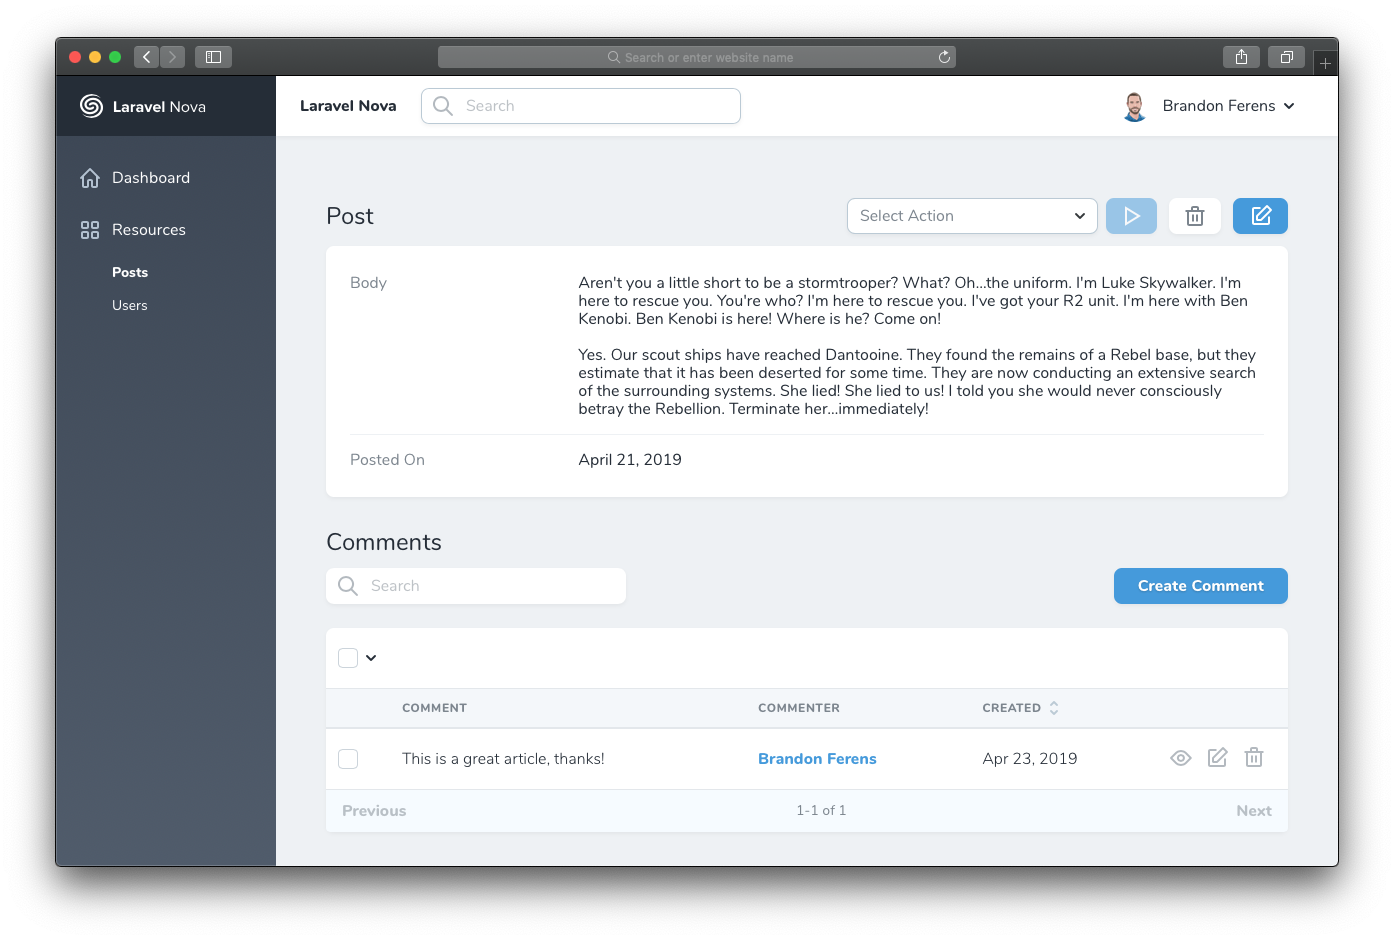 Search or enter website name
Laravel Nova
Laravel Nova
Search
Brandon Ferens
Dashboard
Resources
Posts
Users
Post
Select Action
Body
Aren't you a little short to be a stormtrooper? What? Oh...the uniform. I'm Luke Skywalker. I'm
here to rescue you. You're who? I'm here to rescue you. I've got your R2 unit. I'm here with Ben
Kenobi. Ben Kenobi is here! Where is he? Come on!
Yes. Our scout ships have reached Dantooine. They found the remains of a Rebel base, but they
estimate that it has been deserted for some time. They are now conducting an extensive search
of the surrounding systems. She lied! She lied to us! I told you she would never consciously
betray the Rebellion. Terminate her...immediately!
Posted On
April 21, 2019
Comments
Search
Create Comment
COMMENT
COMMENTER
CREATED
This is a great article, thanks!
Brandon Ferens
Apr 23, 2019
Previous
1-1 of 1
Next